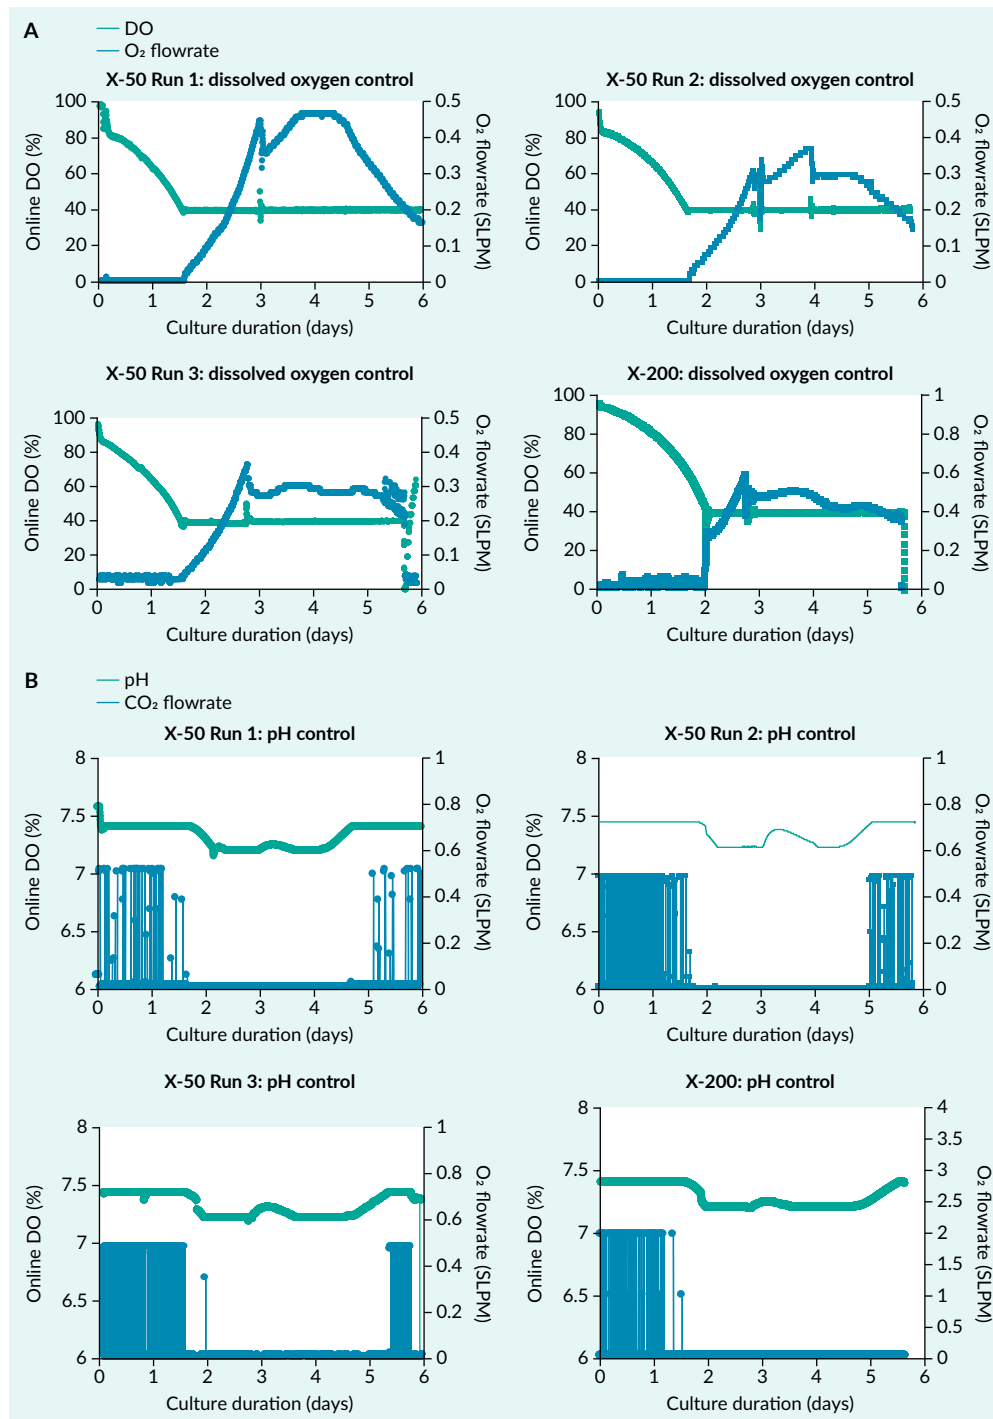 A
DO
O₂ flowrate
X-50 Run 1: dissolved oxygen control
100
80
60
40
20
0
Online DO (%)
0.5
0.4
0.3
0.2
0.1
0
O₂ flowrate (SLPM)
0 1 2 3 4 5 6
Culture duration (days)
X-50 Run 2: dissolved oxygen control
100
80
60
40
20
0
Online DO (%)
0.5
0.4
0.3
0.2
0.1
0
O₂ flowrate (SLPM)
0 1 2 3 4 5 6
Culture duration (days)
X-50 Run 3: dissolved oxygen control
100
80
60
40
20
0
Online DO (%)
0.5
0.4
0.3
0.2
0.1
0
O₂ flowrate (SLPM)
0 1 2 3 4 5 6
Culture duration (days)
X-200: dissolved oxygen control
100
80
60
40
20
0
Online DO (%)
1
0.8
0.6
0.4
0.2
0
O₂ flowrate (SLPM)
0 1 2 3 4 5 6
Culture duration (days)
B
pH
CO₂ flowrate
X-50 Run 1: pH control
8
7.5
7
6.5
6
Online DO (%)
1
0.8
0.6
0.4
0.2
0
O₂ flowrate (SLPM)
0 1 2 3 4 5 6
Culture duration (days)
X-50 Run 2: pH control
8
7.5
7
6.5
6
Online DO (%)
1
0.8
0.6
0.4
0.2
0
O₂ flowrate (SLPM)
0 1 2 3 4 5 6
Culture duration (days)
X-50 Run 3: pH control
8
7.5
7
6.5
6
Online DO (%)
1
0.8
0.6
0.4
0.2
0
O₂ flowrate (SLPM)
0 1 2 3 4 5 6
Culture duration (days)
X-200: pH control
8
7.5
7
6.5
6
Online DO (%)
4
3.5
3
2.5
2
1.5
1
0.5
0
O₂ flowrate (SLPM)
0 1 2 3 4 5 6
Culture duration (days)